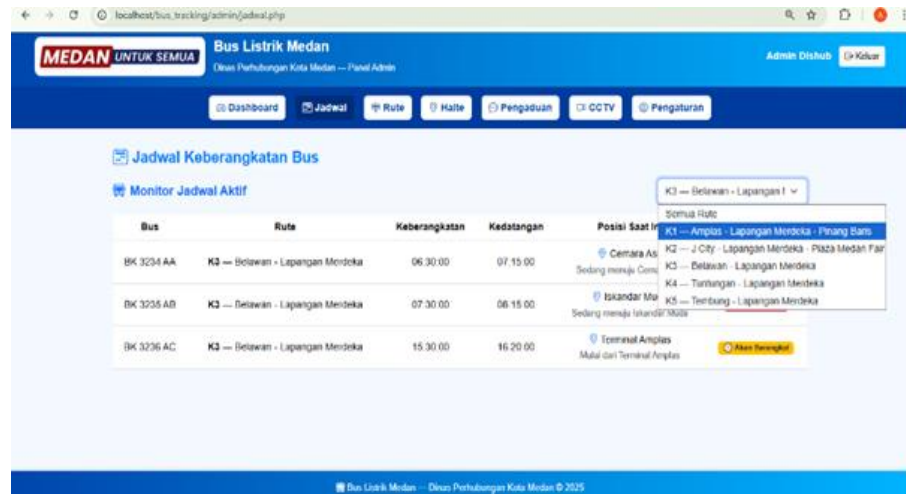 localhost/bus_tracking/admin/jadwal.php
MEDAN UNTUK SEMUA
Bus Listrik Medan
Dinas Perhubungan Kota Medan — Panel Admin
Admin Dishub
Keluar
Dashboard Jadwal Rute Halte Pengaduan CCTV Pengaturan
Jadwal Keberangkatan Bus
Monitor Jadwal Aktif
K3 — Belawan - Lapangan
Semua Rute
K1 — Amplas - Lapangan Merdeka - Pinang Baris
K2 — J City - Lapangan Merdeka - Plaza Medan Fair
K3 — Belawan - Lapangan Merdeka
K4 — Tuntungan - Lapangan Merdeka
K5 — Tembung - Lapangan Merdeka
Bus Rute Keberangkatan Kedatangan Posisi Saat In
BK 3234 AA K3 — Belawan - Lapangan Merdeka 06:30:00 07:15:00 Cemara As
Sedang menuju Cema
BK 3235 AB K3 — Belawan - Lapangan Merdeka 07:30:00 08:15:00 Iskandar Mu
Sedang menuju Iskandar Muda
BK 3236 AC K3 — Belawan - Lapangan Merdeka 15:30:00 16:20:00 Terminal Amplas Akan Berangkat
Mulai dari Terminal Amplas
Bus Listrik Medan — Dinas Perhubungan Kota Medan © 2025